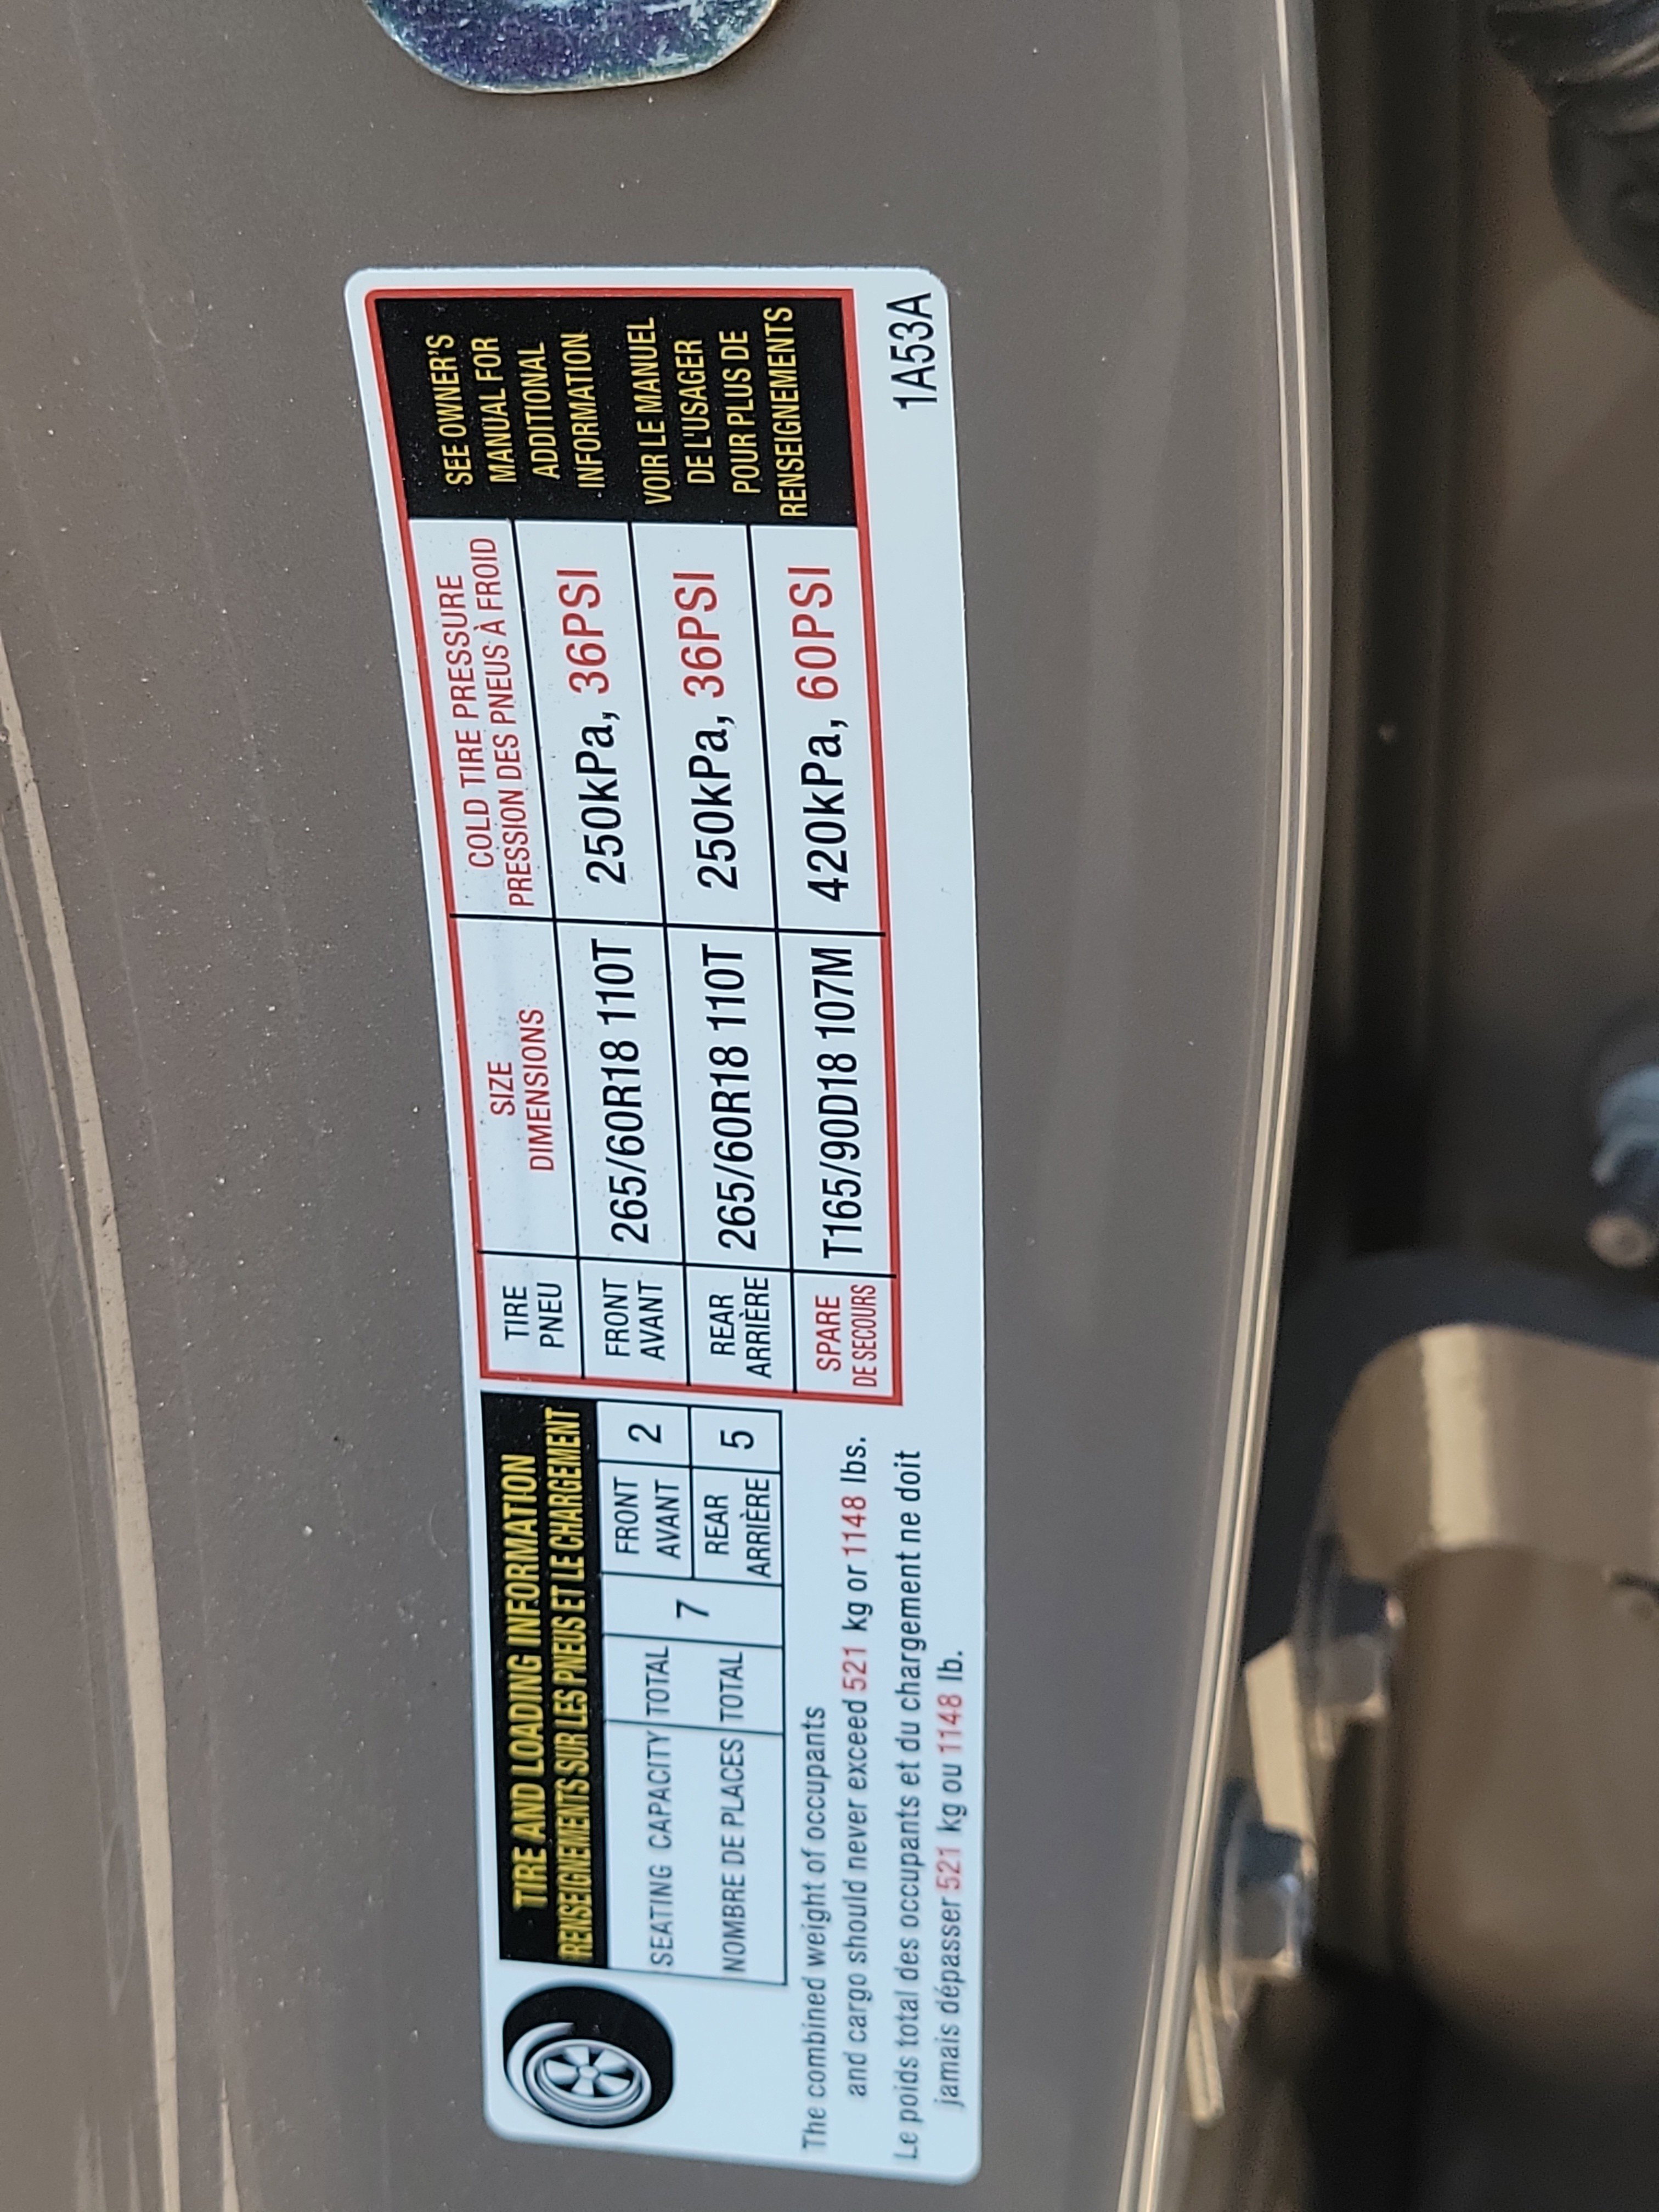 TIRE AND LOADING INFORMATION
RENSEIGNEMENTS SUR LES PNEUS ET LE CHARGEMENT
SEATING CAPACITY TOTAL
NOMBRE DE PLACES TOTAL
7
FRONT
AVANT
2
REAR
ARRIÈRE
5
The combined weight of occupants
and cargo should never exceed 521 kg or 1148 lbs.
Le poids total des occupants et du chargement ne doit
jamais dépasser 521 kg ou 1148 lb.
TIRE
PNEU
SIZE
DIMENSIONS
COLD TIRE PRESSURE
PRESSION DES PNEUS À FROID
FRONT
AVANT
265/60R18 110T
250kPa, 36PSI
REAR
ARRIÈRE
265/60R18 110T
250kPa, 36PSI
SPARE
DE SECOURS
T165/90D18 107M
420kPa, 60PSI
SEE OWNER'S
MANUAL FOR
ADDITIONAL
INFORMATION
VOIR LE MANUEL
DE L'USAGER
POUR PLUS DE
RENSEIGNEMENTS
1A53A